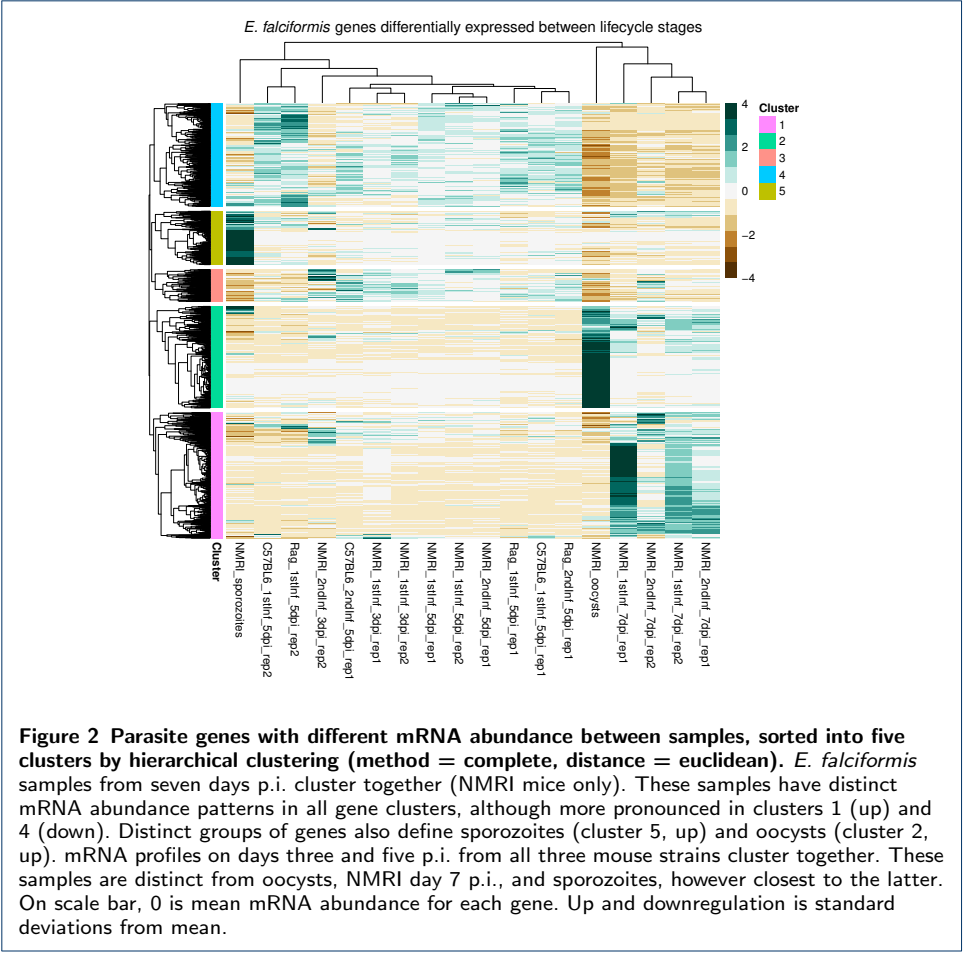 E. falciformis genes differentially expressed between lifecycle stages
4
2
0
−2
−4
Cluster
1
2
3
4
5
Cluster
NMRI_sporozoites
C57BL6_1stInf_5dpi_rep2
Rag_1stInf_5dpi_rep2
NMRI_2ndInf_3dpi_rep2
C57BL6_2ndInf_5dpi_rep1
NMRI_1stInf_3dpi_rep1
NMRI_1stInf_3dpi_rep2
NMRI_1stInf_5dpi_rep1
NMRI_1stInf_5dpi_rep2
NMRI_2ndInf_5dpi_rep1
Rag_1stInf_5dpi_rep1
C57BL6_1stInf_5dpi_rep1
Rag_2ndInf_5dpi_rep1
NMRI_oocysts
NMRI_1stInf_7dpi_rep1
NMRI_2ndInf_7dpi_rep2
NMRI_1stInf_7dpi_rep2
NMRI_2ndInf_7dpi_rep1
Figure 2 Parasite genes with different mRNA abundance between samples, sorted into five
clusters by hierarchical clustering (method = complete, distance = euclidean). E. falciformis
samples from seven days p.i. cluster together (NMRI mice only). These samples have distinct
mRNA abundance patterns in all gene clusters, although more pronounced in clusters 1 (up) and
4 (down). Distinct groups of genes also define sporozoites (cluster 5, up) and oocysts (cluster 2,
up). mRNA profiles on days three and five p.i. from all three mouse strains cluster together. These
samples are distinct from oocysts, NMRI day 7 p.i., and sporozoites, however closest to the latter.
On scale bar, 0 is mean mRNA abundance for each gene. Up and downregulation is standard
deviations from mean.